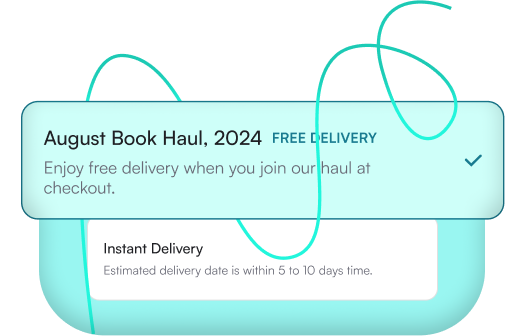 August Book Haul, 2024 FREE DELIVERY
Enjoy free delivery when you join our haul at
checkout.
Instant Delivery
Estimated delivery date is within 5 to 10 days time.